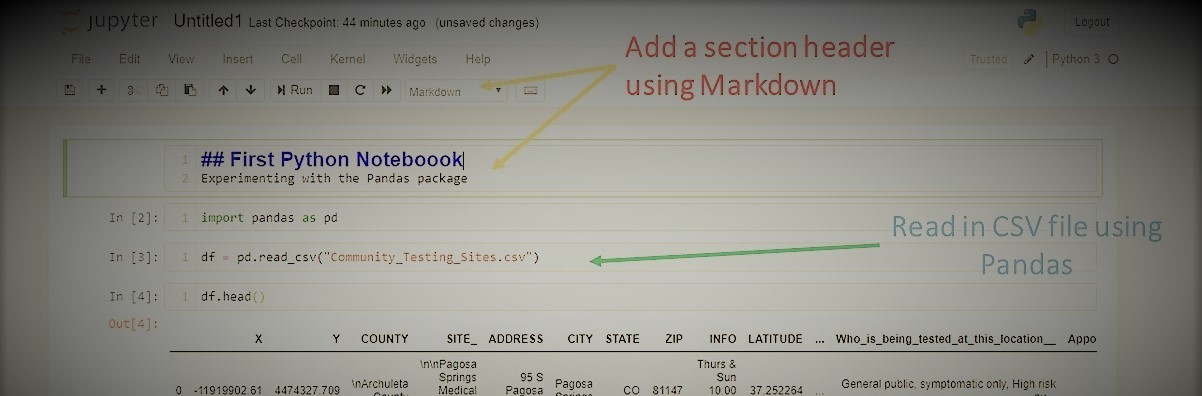 jupyter Untitled1 Last Checkpoint: 44 minutes ago (unsaved changes) Logout
Add a section header
using Markdown
File Edit View Insert Cell Kernel Widgets Help Trusted Python 3
Run Markdown
1 ## First Python Noteboook
2 Experimenting with the Pandas package
In [2]: 1 import pandas as pd
Read in CSV file using
Pandas
In [3]: 1 df = pd.read_csv("Community_Testing_Sites.csv")
In [4]: 1 df.head()
Out[4]:
X Y COUNTY SITE_ ADDRESS CITY STATE ZIP INFO LATITUDE ... Who_is_being_tested_at_this_location__ Appo
\n\nPagosa Thurs &
Springs 95 S Sun
0 -11919902.61 4474327.709 \nArchuleta Medical Pagosa Pagosa CO 81147 10:00 37.252264 ... General public, symptomatic only, High risk